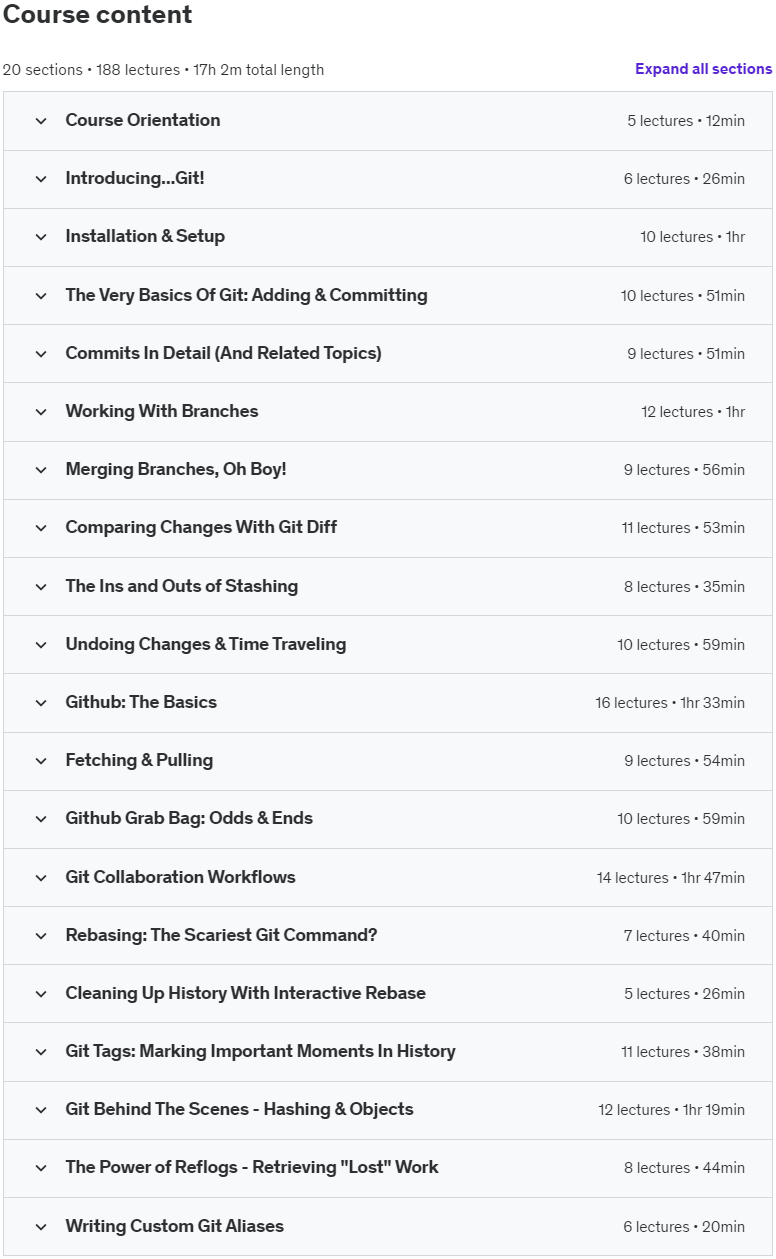 Course content
20 sections • 188 lectures • 17h 2m total length Expand all sections
Course Orientation 5 lectures • 12min
Introducing...Git! 6 lectures • 26min
Installation & Setup 10 lectures • 1hr
The Very Basics Of Git: Adding & Committing 10 lectures • 51min
Commits In Detail (And Related Topics) 9 lectures • 51min
Working With Branches 12 lectures • 1hr
Merging Branches, Oh Boy! 9 lectures • 56min
Comparing Changes With Git Diff 11 lectures • 53min
The Ins and Outs of Stashing 8 lectures • 35min
Undoing Changes & Time Traveling 10 lectures • 59min
Github: The Basics 16 lectures • 1hr 33min
Fetching & Pulling 9 lectures • 54min
Github Grab Bag: Odds & Ends 10 lectures • 59min
Git Collaboration Workflows 14 lectures • 1hr 47min
Rebasing: The Scariest Git Command? 7 lectures • 40min
Cleaning Up History With Interactive Rebase 5 lectures • 26min
Git Tags: Marking Important Moments In History 11 lectures • 38min
Git Behind The Scenes - Hashing & Objects 12 lectures • 1hr 19min
The Power of Reflogs - Retrieving "Lost" Work 8 lectures • 44min
Writing Custom Git Aliases 6 lectures • 20min